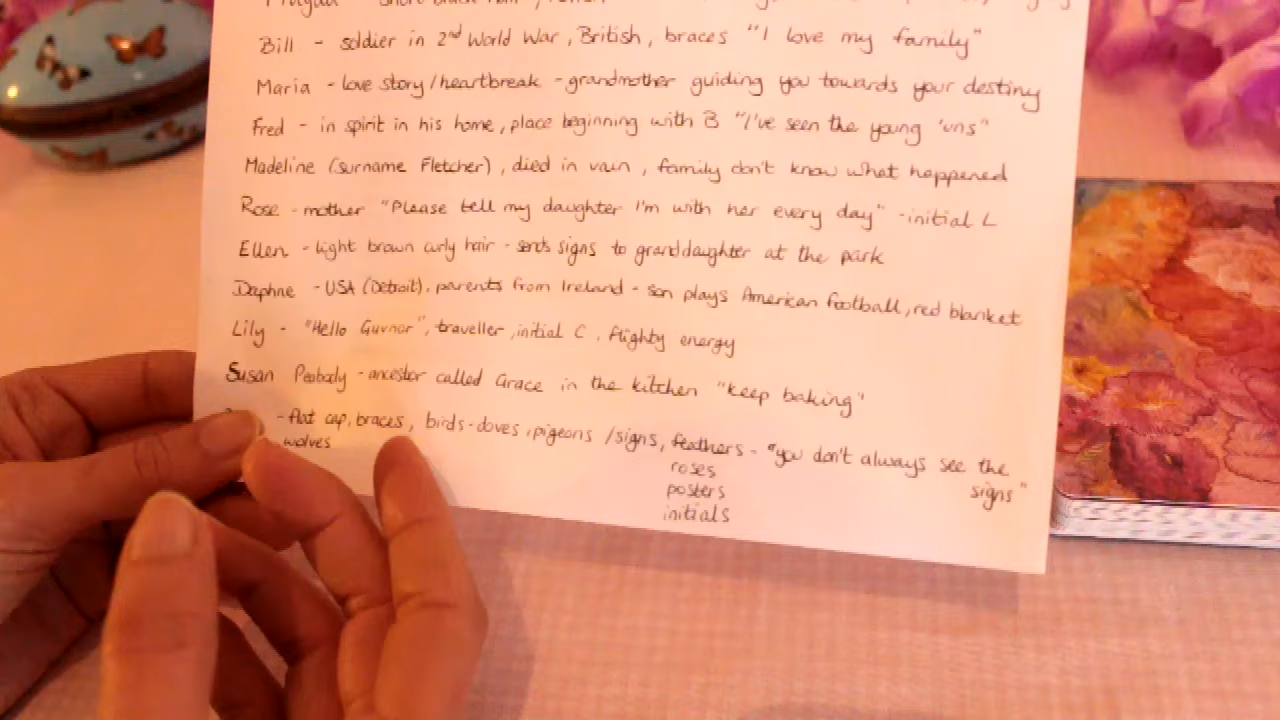 Bill - soldier in 2nd World War, British, braces "I love my family"
Maria - love story/heartbreak - grandmother guiding you towards your destiny
Fred - in spirit in his home, place beginning with B "I've seen the young 'uns"
Madeline (surname Fletcher), died in vain, family don't know what happened
Rose - mother "Please tell my daughter I'm with her every day" - initial L
Ellen - light brown curly hair - sends signs to granddaughter at the park
Daphne - USA (Detroit), parents from Ireland - son plays American football, red blanket
Lily - "Hello Guvnor", traveller, initial C, flighty energy
Susan Peabody - ancestor called Grace in the kitchen "keep baking"
- flat cap, braces, birds - doves, pigeons /signs, feathers - "you don't always see the signs"
wolves
roses
posters
initials